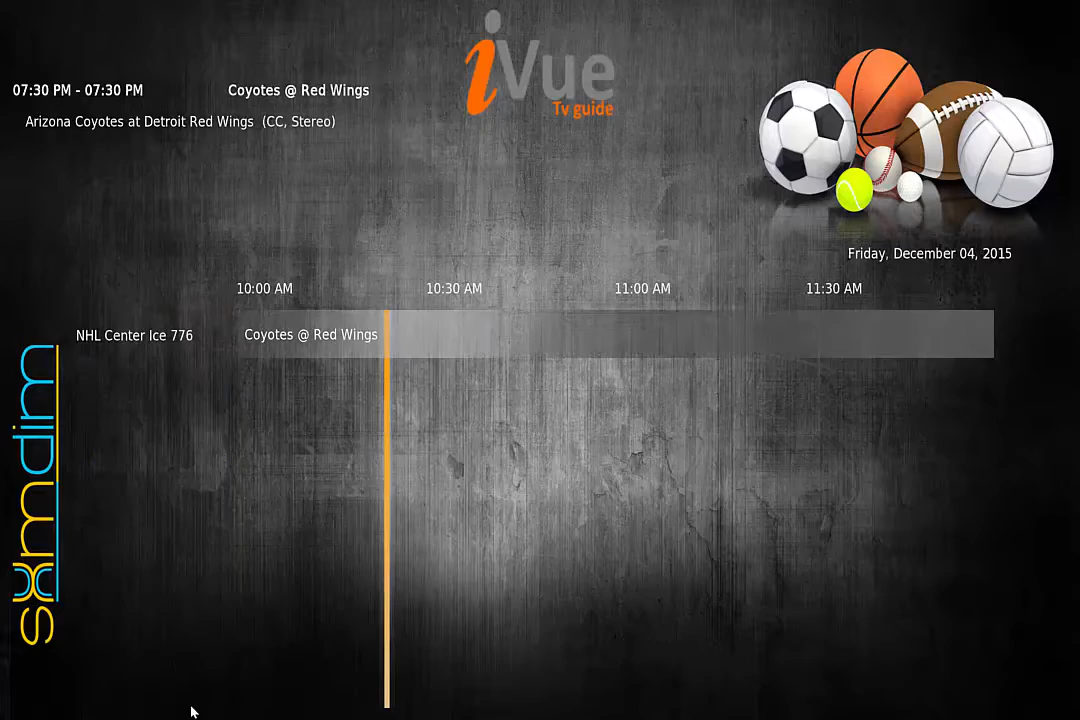 iVue
Tv guide
07:30 PM - 07:30 PM Coyotes @ Red Wings
Arizona Coyotes at Detroit Red Wings (CC, Stereo)
Friday, December 04, 2015
10:00 AM 10:30 AM 11:00 AM 11:30 AM
NHL Center Ice 776 Coyotes @ Red Wings
sxmdim